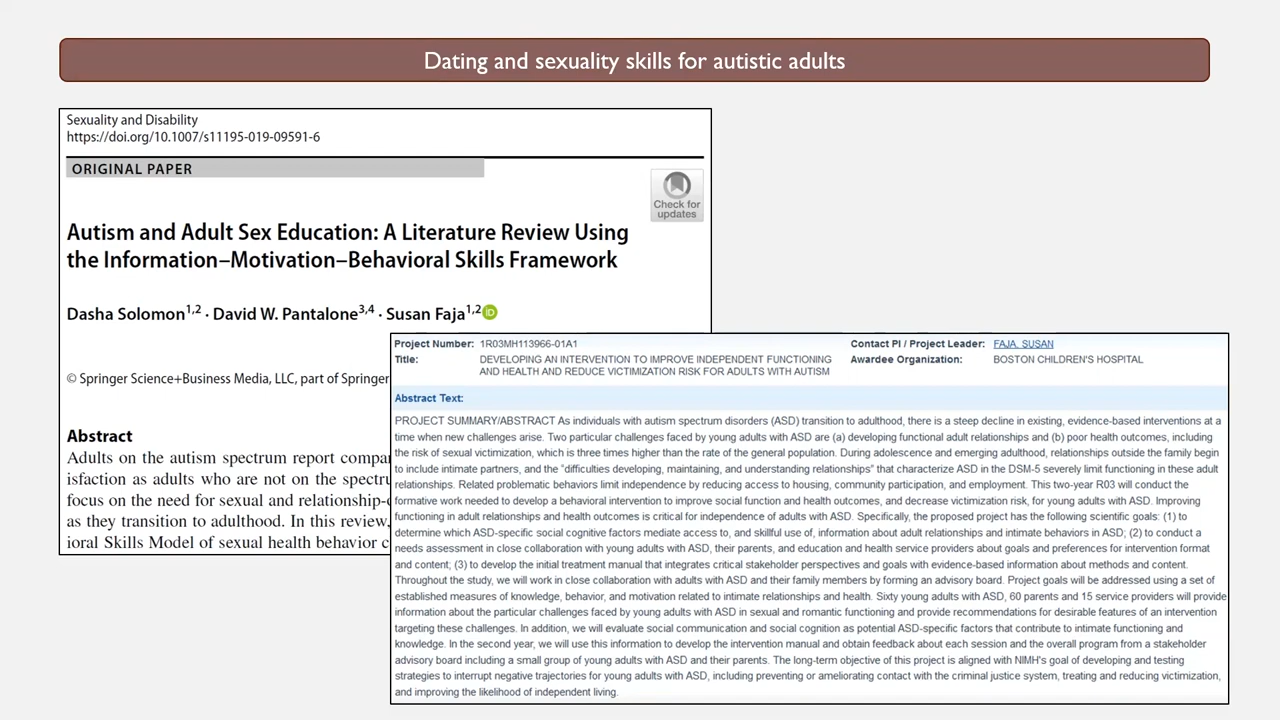 Dating and sexuality skills for autistic adults
Sexuality and Disability
https://doi.org/10.1007/s11195-019-09591-6
ORIGINAL PAPER
Check for
updates
Autism and Adult Sex Education: A Literature Review Using
the Information–Motivation–Behavioral Skills Framework
Dasha Solomon1,2 · David W. Pantalone3,4 · Susan Faja1,2 iD
© Springer Science+Business Media, LLC, part of Springer
Abstract
Adults on the autism spectrum report compar
isfaction as adults who are not on the spectru
focus on the need for sexual and relationship-
as they transition to adulthood. In this review,
ioral Skills Model of sexual health behavior c
Project Number: 1R03MH113966-01A1
Contact PI / Project Leader: FAJA, SUSAN
Title: DEVELOPING AN INTERVENTION TO IMPROVE INDEPENDENT FUNCTIONING
AND HEALTH AND REDUCE VICTIMIZATION RISK FOR ADULTS WITH AUTISM
Awardee Organization: BOSTON CHILDREN'S HOSPITAL
Abstract Text:
PROJECT SUMMARY/ABSTRACT As individuals with autism spectrum disorders (ASD) transition to adulthood, there is a steep decline in existing, evidence-based interventions at a
time when new challenges arise. Two particular challenges faced by young adults with ASD are (a) developing functional adult relationships and (b) poor health outcomes, including
the risk of sexual victimization, which is three times higher than the rate of the general population. During adolescence and emerging adulthood, relationships outside the family begin
to include intimate partners, and the "difficulties developing, maintaining, and understanding relationships" that characterize ASD in the DSM-5 severely limit functioning in these adult
relationships. Related problematic behaviors limit independence by reducing access to housing, community participation, and employment. This two-year R03 will conduct the
formative work needed to develop a behavioral intervention to improve social function and health outcomes, and decrease victimization risk, for young adults with ASD. Improving
functioning in adult relationships and health outcomes is critical for independence of adults with ASD. Specifically, the proposed project has the following scientific goals: (1) to
determine which ASD-specific social cognitive factors mediate access to, and skillful use of, information about adult relationships and intimate behaviors in ASD; (2) to conduct a
needs assessment in close collaboration with young adults with ASD, their parents, and education and health service providers about goals and preferences for intervention format
and content; (3) to develop the initial treatment manual that integrates critical stakeholder perspectives and goals with evidence-based information about methods and content.
Throughout the study, we will work in close collaboration with adults with ASD and their family members by forming an advisory board. Project goals will be addressed using a set of
established measures of knowledge, behavior, and motivation related to intimate relationships and health. Sixty young adults with ASD, 60 parents and 15 service providers will provide
information about the particular challenges faced by young adults with ASD in sexual and romantic functioning and provide recommendations for desirable features of an intervention
targeting these challenges. In addition, we will evaluate social communication and social cognition as potential ASD-specific factors that contribute to intimate functioning and
knowledge. In the second year, we will use this information to develop the intervention manual and obtain feedback about each session and the overall program from a stakeholder
advisory board including a small group of young adults with ASD and their parents. The long-term objective of this project is aligned with NIMH's goal of developing and testing
strategies to interrupt negative trajectories for young adults with ASD, including preventing or ameliorating contact with the criminal justice system, treating and reducing victimization,
and improving the likelihood of independent living.